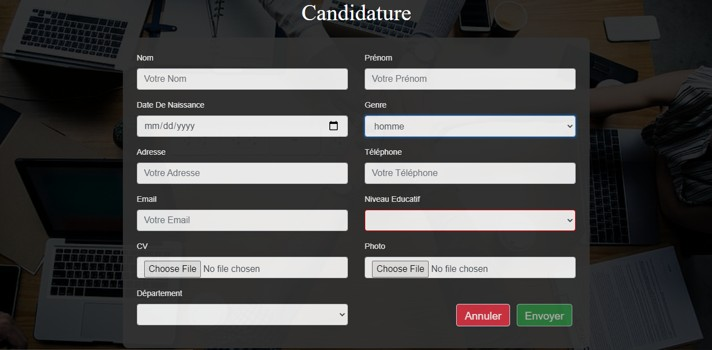 Candidature
Nom
Prénom
Votre Nom
Votre Prénom
Date De Naissance
Genre
mm/dd/yyyy
homme
Adresse
Téléphone
Votre Adresse
Votre Téléphone
Email
Niveau Educatif
Votre Email
CV
Photo
Choose File No file chosen
Choose File No file chosen
Département
Annuler
Envoyer